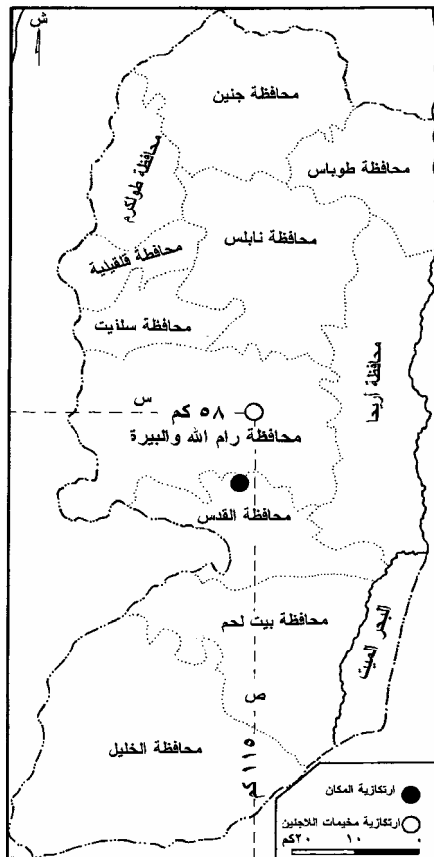 ش
محافظة جنين
محافظة طوباس
محافظة طولكرم
محافظة نابلس
محافظة قلقيلية
محافظة سلفيت
محافظة أريحا
س
٥٨ كم
محافظة رام الله والبيرة
محافظة القدس
محافظة بيت لحم
البحر الميت
ص
محافظة الخليل
١١٥ كم
ارتكازية المكان
ارتكازية مخيمات اللاجئين
٢٠كم ١٠ ٠